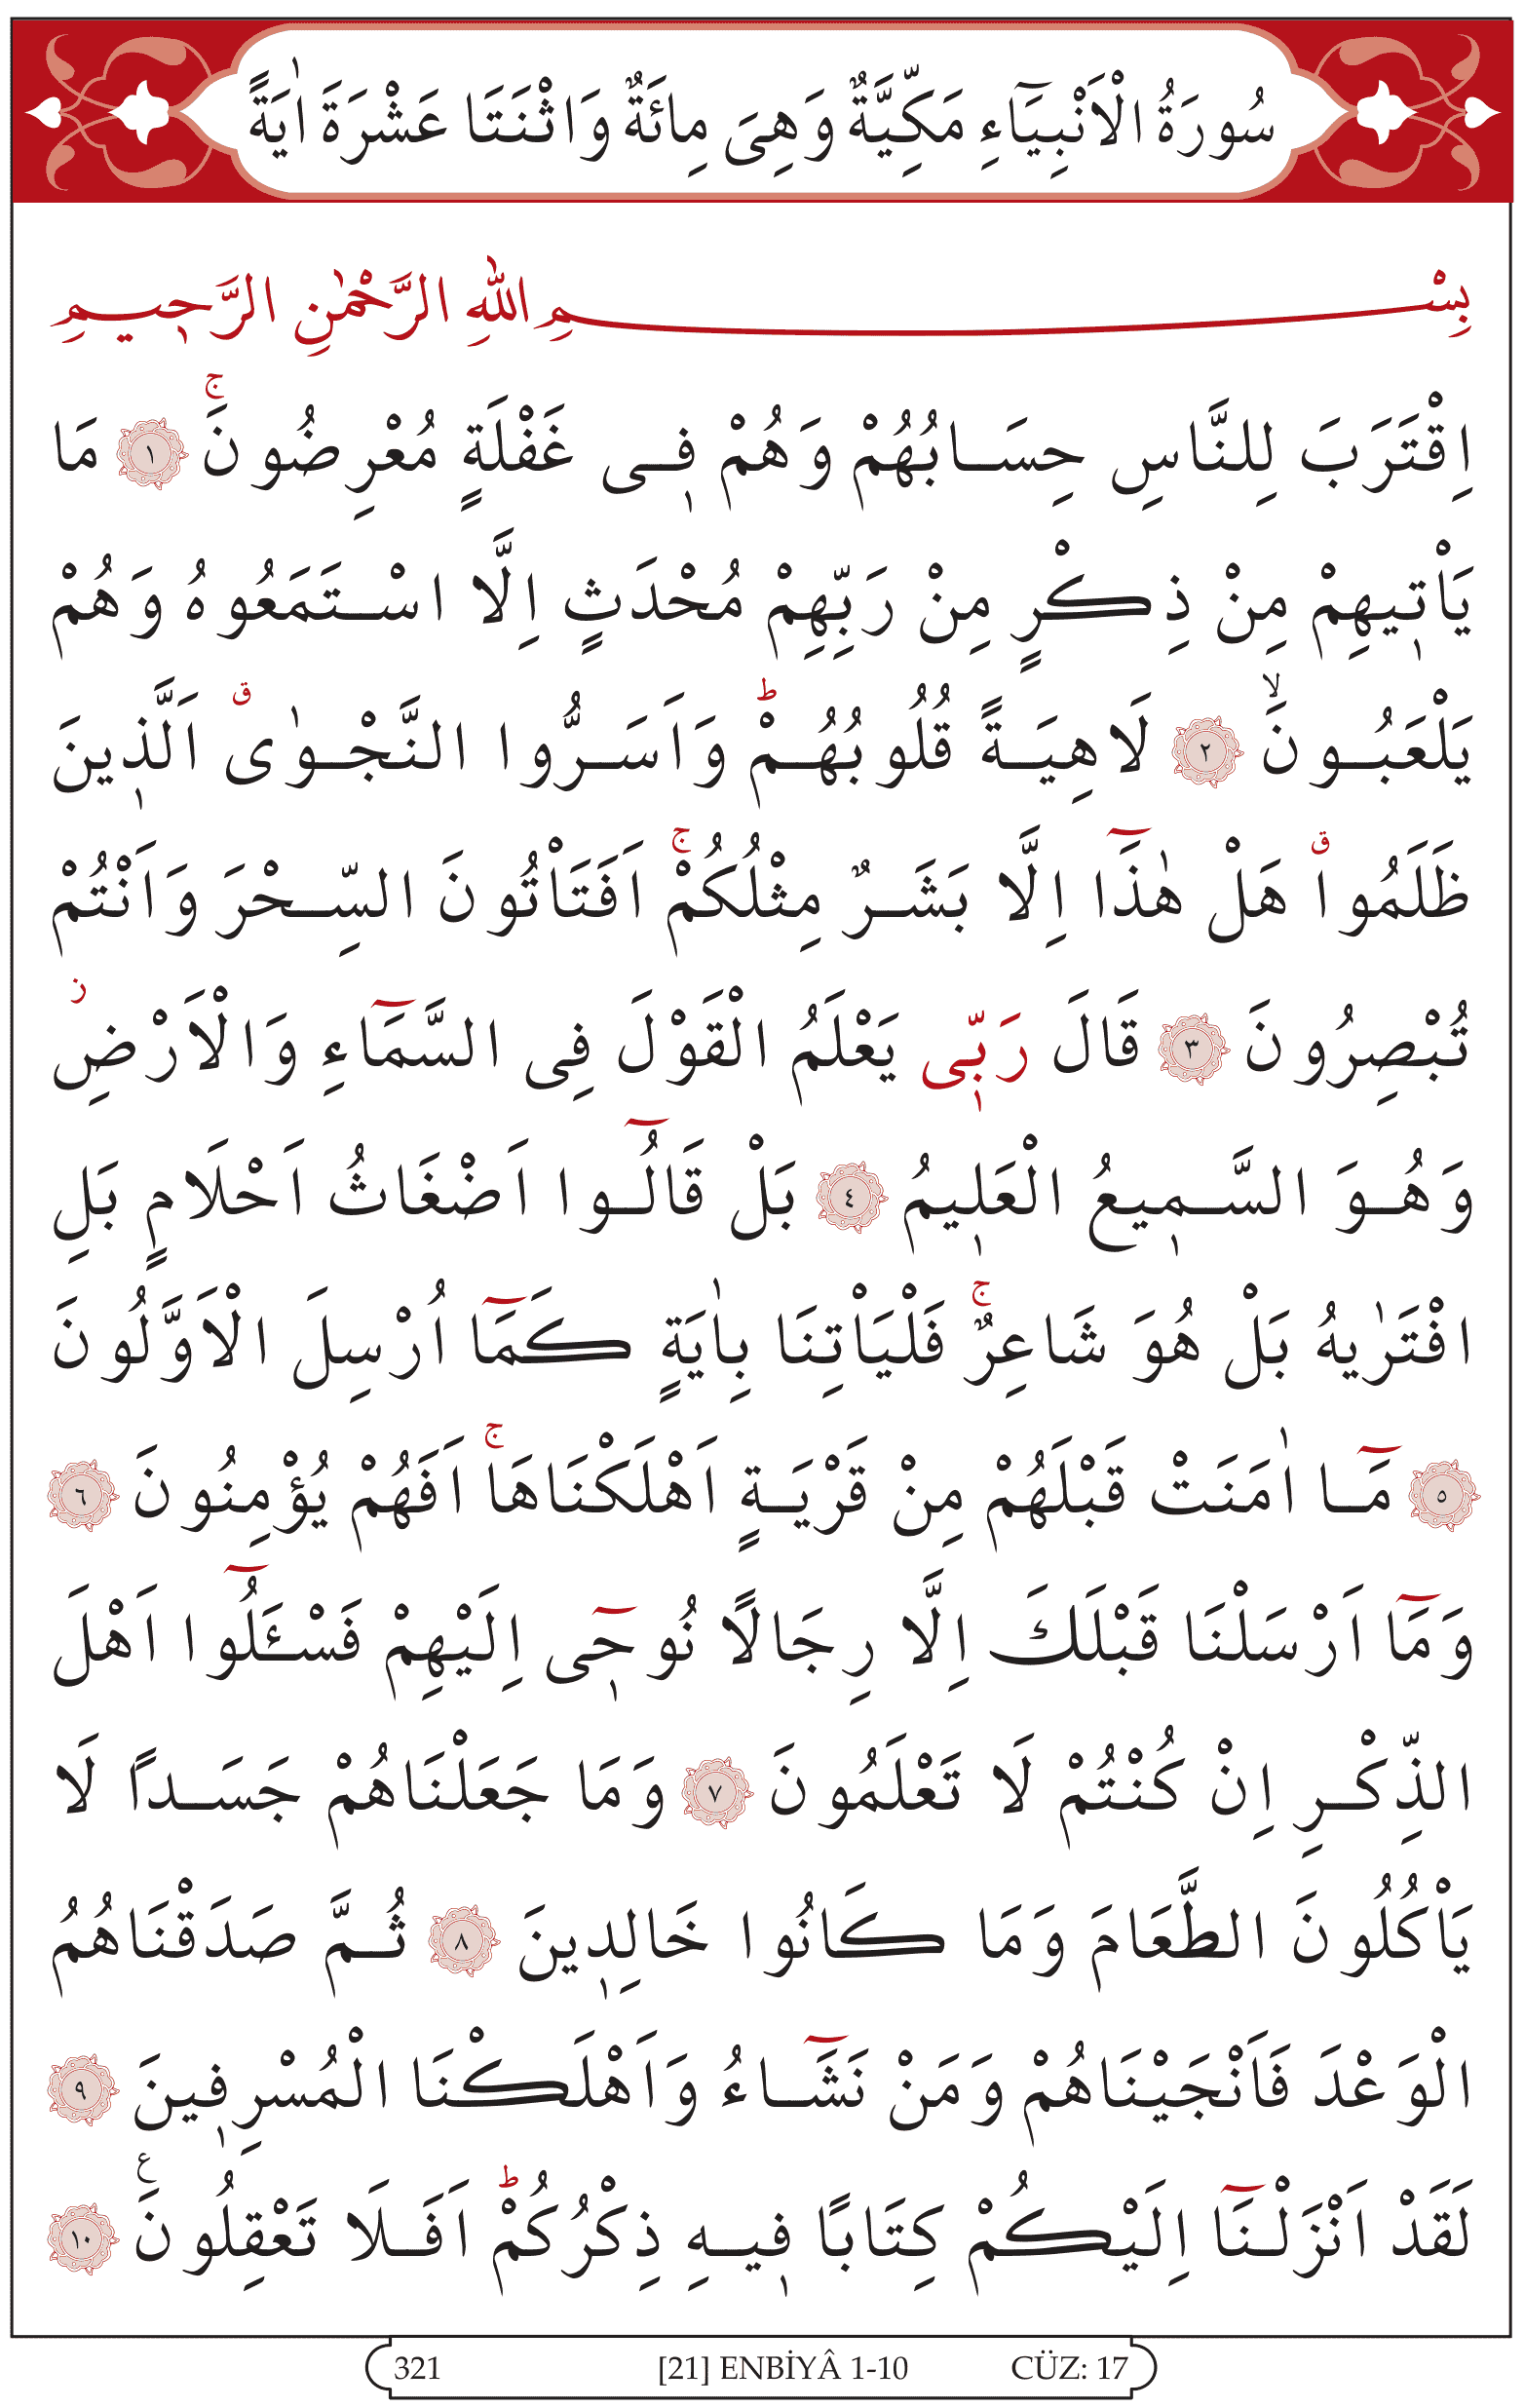 سُورَةُ الْاَنْبِيَٓاءِ مَكِّيَّةٌ وَهِيَ مِائَةٌ وَاثْنَتَا عَشْرَةَ اٰيَةً
بِسْمِ اللّٰهِ الرَّحْمٰنِ الرَّح۪يمِ
اِقْتَرَبَ لِلنَّاسِ حِسَابُهُمْ وَهُمْ ف۪ى غَفْلَةٍ مُعْرِضُونَۚ ﴿١﴾ مَا
يَأْت۪يهِمْ مِنْ ذِكْرٍ مِنْ رَبِّهِمْ مُحْدَثٍ اِلَّا اسْتَمَعُوهُ وَهُمْ
يَلْعَبُونَۙ ﴿٢﴾ لَاهِيَةً قُلُوبُهُمْۜ وَاَسَرُّوا النَّجْوٰىۗ اَلَّذ۪ينَ
ظَلَمُواۗ هَلْ هٰذَٓا اِلَّا بَشَرٌ مِثْلُكُمْۚ اَفَتَأْتُونَ السِّحْرَ وَاَنْتُمْ
تُبْصِرُونَ ﴿٣﴾ قَالَ رَبّ۪ى يَعْلَمُ الْقَوْلَ فِى السَّمَٓاءِ وَالْاَرْضِۘ
وَهُوَ السَّم۪يعُ الْعَل۪يمُ ﴿٤﴾ بَلْ قَالُٓوا اَضْغَاثُ اَحْلَامٍ بَلِ
افْتَرٰيهُ بَلْ هُوَ شَاعِرٌۚ فَلْيَأْتِنَا بِاٰيَةٍ كَمَٓا اُرْسِلَ الْاَوَّلُونَ
﴿٥﴾ مَٓا اٰمَنَتْ قَبْلَهُمْ مِنْ قَرْيَةٍ اَهْلَكْنَاهَاۚ اَفَهُمْ يُؤْمِنُونَ ﴿٦﴾
وَمَٓا اَرْسَلْنَا قَبْلَكَ اِلَّا رِجَالًا نُوح۪ٓى اِلَيْهِمْ فَسْـَٔلُٓوا اَهْلَ
الذِّكْرِ اِنْ كُنْتُمْ لَا تَعْلَمُونَ ﴿٧﴾ وَمَا جَعَلْنَاهُمْ جَسَدًا لَا
يَأْكُلُونَ الطَّعَامَ وَمَا كَانُوا خَالِد۪ينَ ﴿٨﴾ ثُمَّ صَدَقْنَاهُمُ
الْوَعْدَ فَاَنْجَيْنَاهُمْ وَمَنْ نَشَٓاءُ وَاَهْلَكْنَا الْمُسْرِف۪ينَ ﴿٩﴾
لَقَدْ اَنْزَلْنَٓا اِلَيْكُمْ كِتَابًا ف۪يهِ ذِكْرُكُمْۜ اَفَلَا تَعْقِلُونَ۟ ﴿١٠﴾
321 [21] ENBİYÂ 1-10 CÜZ: 17